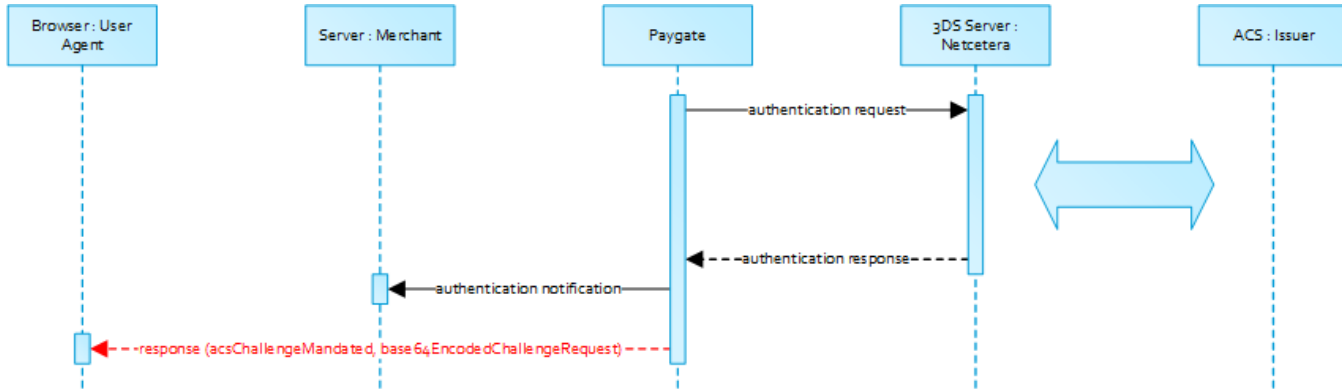 Browser : User
Agent
Server : Merchant
Paygate
3DS Server :
Netcetera
ACS : Issuer
authentication request
authentication response
authentication notification
response (acsChallengeMandated, base64EncodedChallengeRequest)